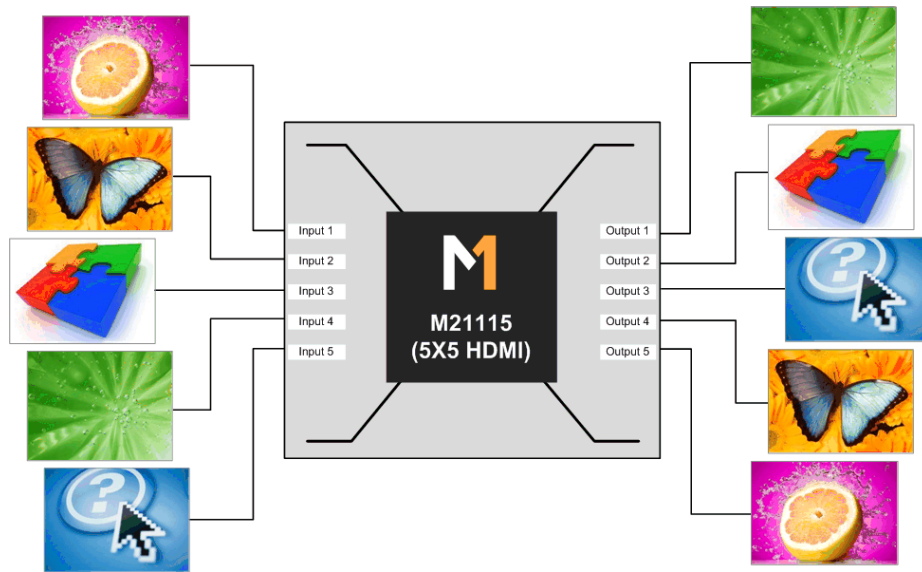 Input 1
Input 2
Input 3
Input 4
Input 5
M1
M21115
(5X5 HDMI)
Output 1
Output 2
Output 3
Output 4
Output 5
?
?